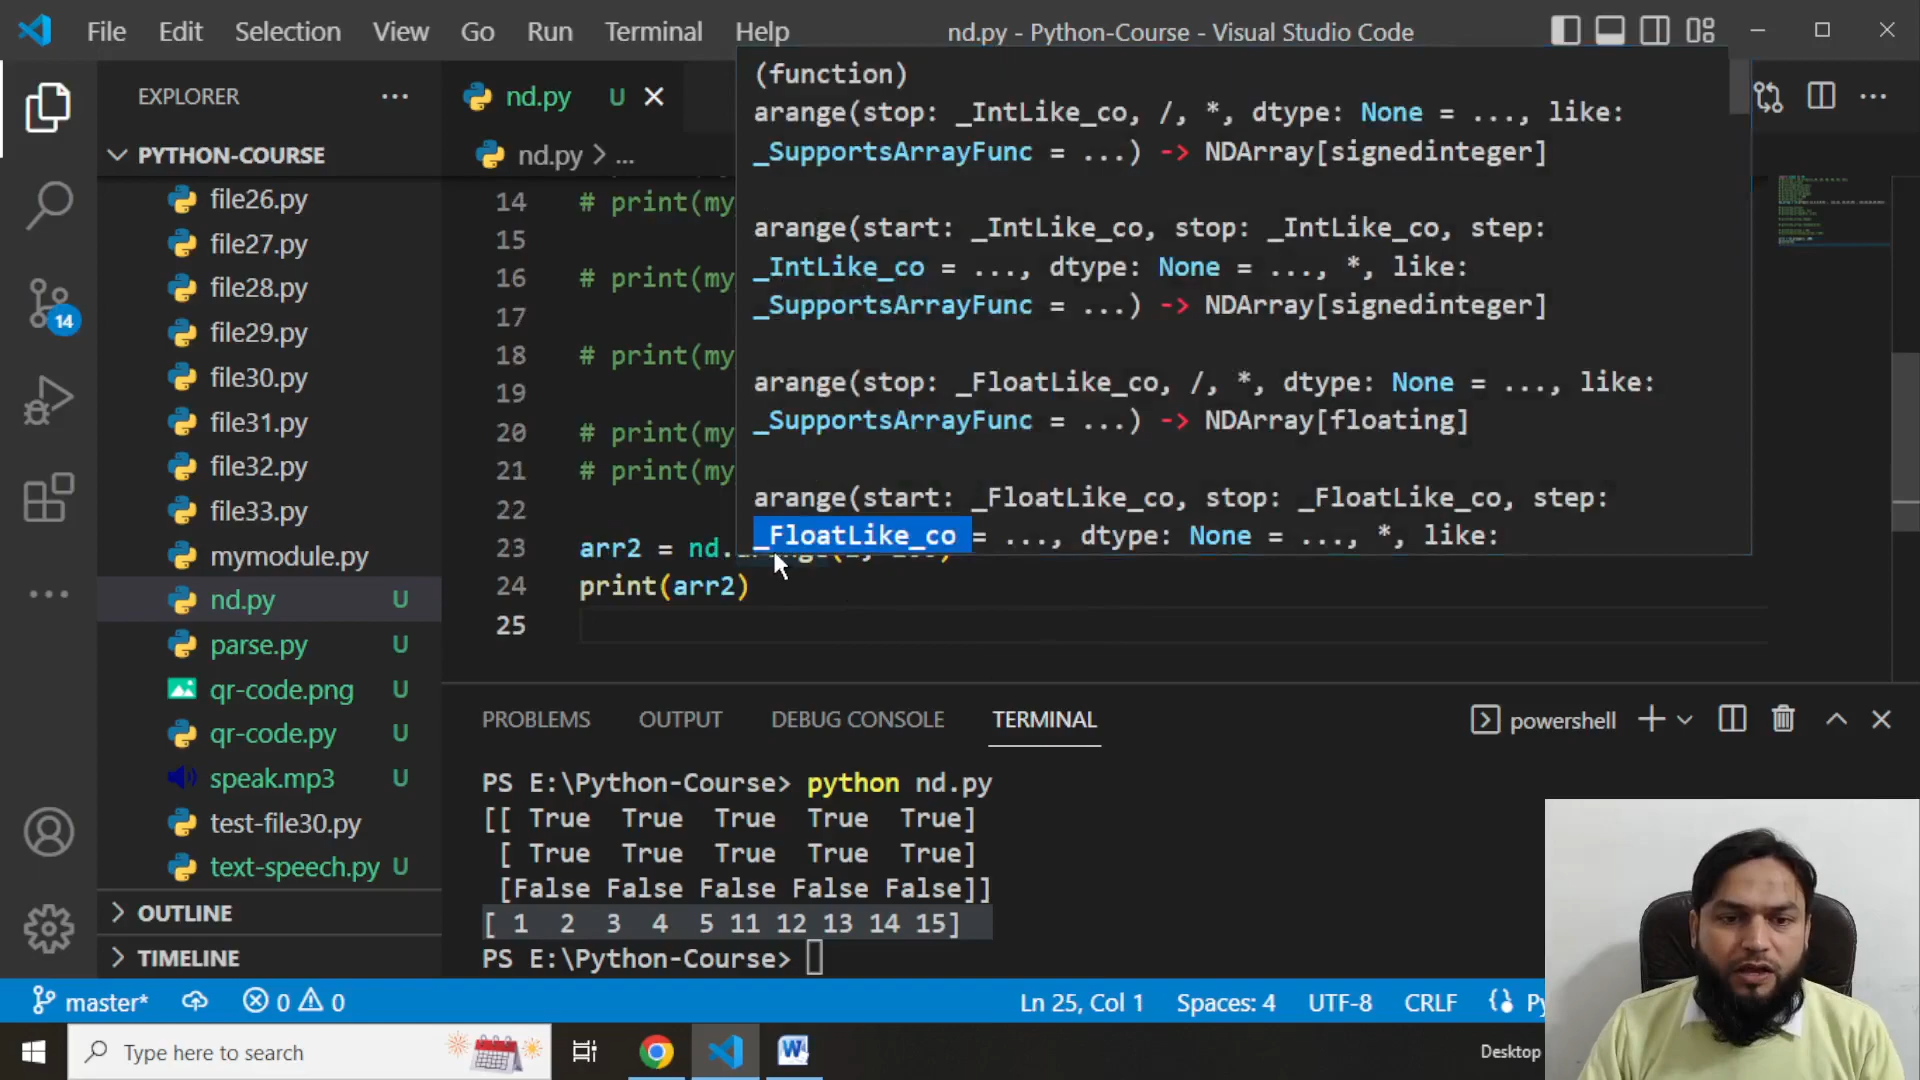 File Edit Selection View Go Run Terminal Help
nd.py - Python-Course - Visual Studio Code
EXPLORER
PYTHON-COURSE
file26.py
file27.py
file28.py
file29.py
file30.py
file31.py
file32.py
file33.py
mymodule.py
nd.py U
parse.py U
qr-code.png U
qr-code.py U
speak.mp3 U
test-file30.py
text-speech.py U
OUTLINE
TIMELINE
nd.py U
nd.py > ...
(function)
arange(stop: _IntLike_co, /, *, dtype: None = ..., like:
_SupportsArrayFunc = ...) -> NDArray[signedinteger]
arange(start: _IntLike_co, stop: _IntLike_co, step:
_IntLike_co = ..., dtype: None = ..., *, like:
_SupportsArrayFunc = ...) -> NDArray[signedinteger]
arange(stop: _FloatLike_co, /, *, dtype: None = ..., like:
_SupportsArrayFunc = ...) -> NDArray[floating]
arange(start: _FloatLike_co, stop: _FloatLike_co, step:
_FloatLike_co = ..., dtype: None = ..., *, like:
14 # print(my
15
16 # print(my
17
18 # print(my
19
20 # print(my
21 # print(my
22
23 arr2 = nd.
24 print(arr2)
25
PROBLEMS OUTPUT DEBUG CONSOLE TERMINAL
powershell
PS E:\Python-Course> python nd.py
[[ True True True True True]
[ True True True True True]
[False False False False False]]
[ 1 2 3 4 5 11 12 13 14 15]
PS E:\Python-Course>
14
master* 0 0
Ln 25, Col 1 Spaces: 4 UTF-8 CRLF Py
Type here to search
Desktop